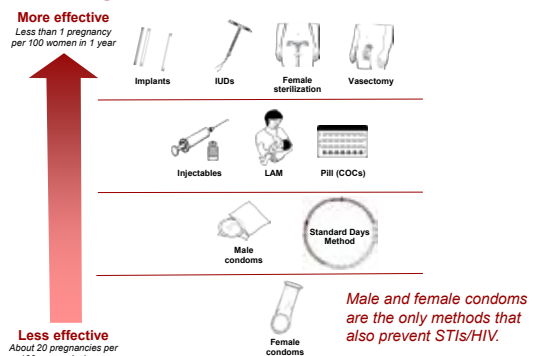 More effective
Less than 1 pregnancy
per 100 women in 1 year
Implants
IUDs
Female
sterilization
Vasectomy
Injectables
LAM
Pill (COCs)
Male
condoms
Standard Days
Method
Female
condoms
Male and female condoms
are the only methods that
also prevent STIs/HIV.
Less effective
About 20 pregnancies per